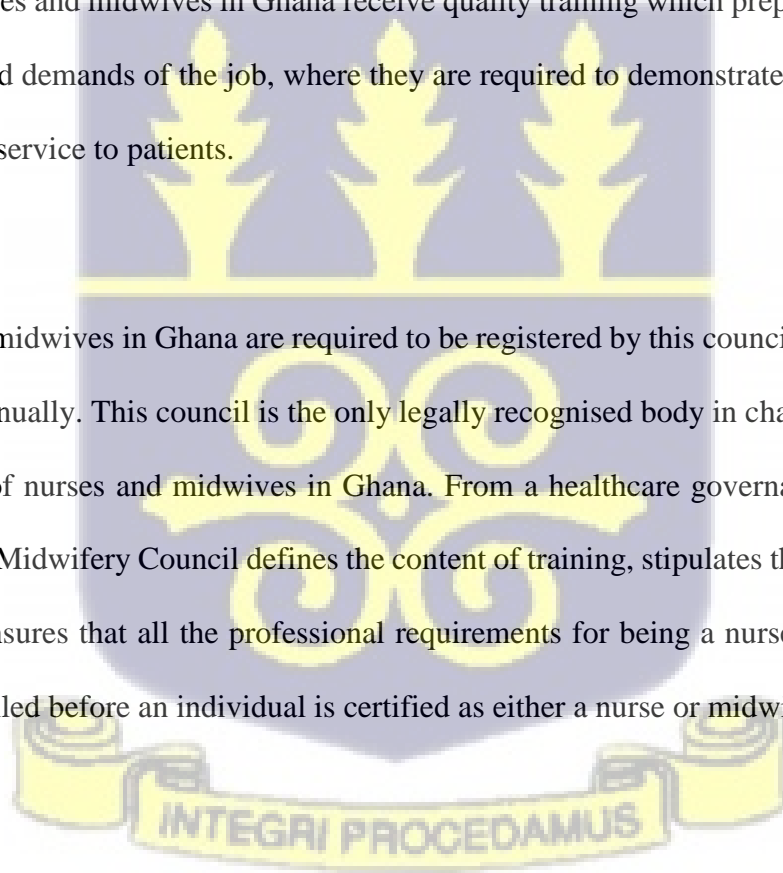 es and midwives in Ghana receive quality training which prep
d demands of the job, where they are required to demonstrate
service to patients.
midwives in Ghana are required to be registered by this counci
nually. This council is the only legally recognised body in cha
of nurses and midwives in Ghana. From a healthcare governa
Midwifery Council defines the content of training, stipulates th
nsures that all the professional requirements for being a nurse
lled before an individual is certified as either a nurse or midw
INTEGRI PROCEDAMUS